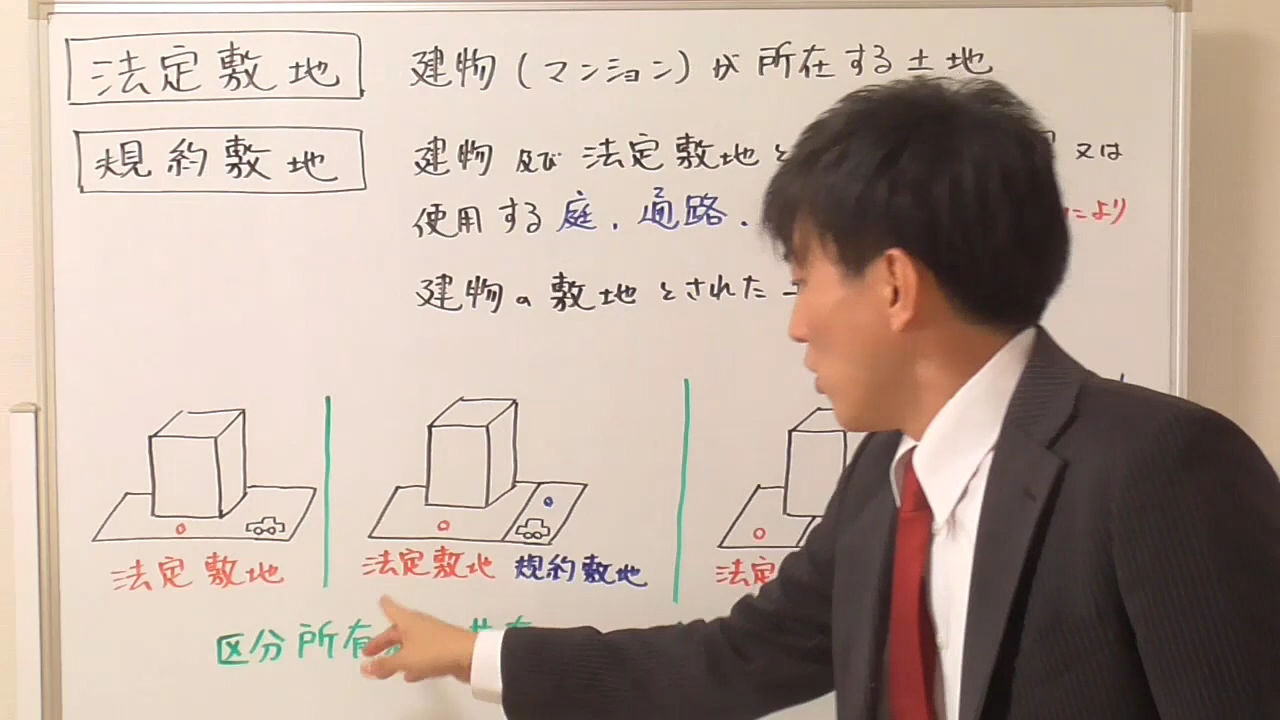 法定敷地 建物(マンション)が所在する土地
規約敷地 建物及び法定敷地と 又は
使用する庭、通路、 より
建物の敷地とされた
法定敷地
法定敷地 規約敷地
法定
区分所有